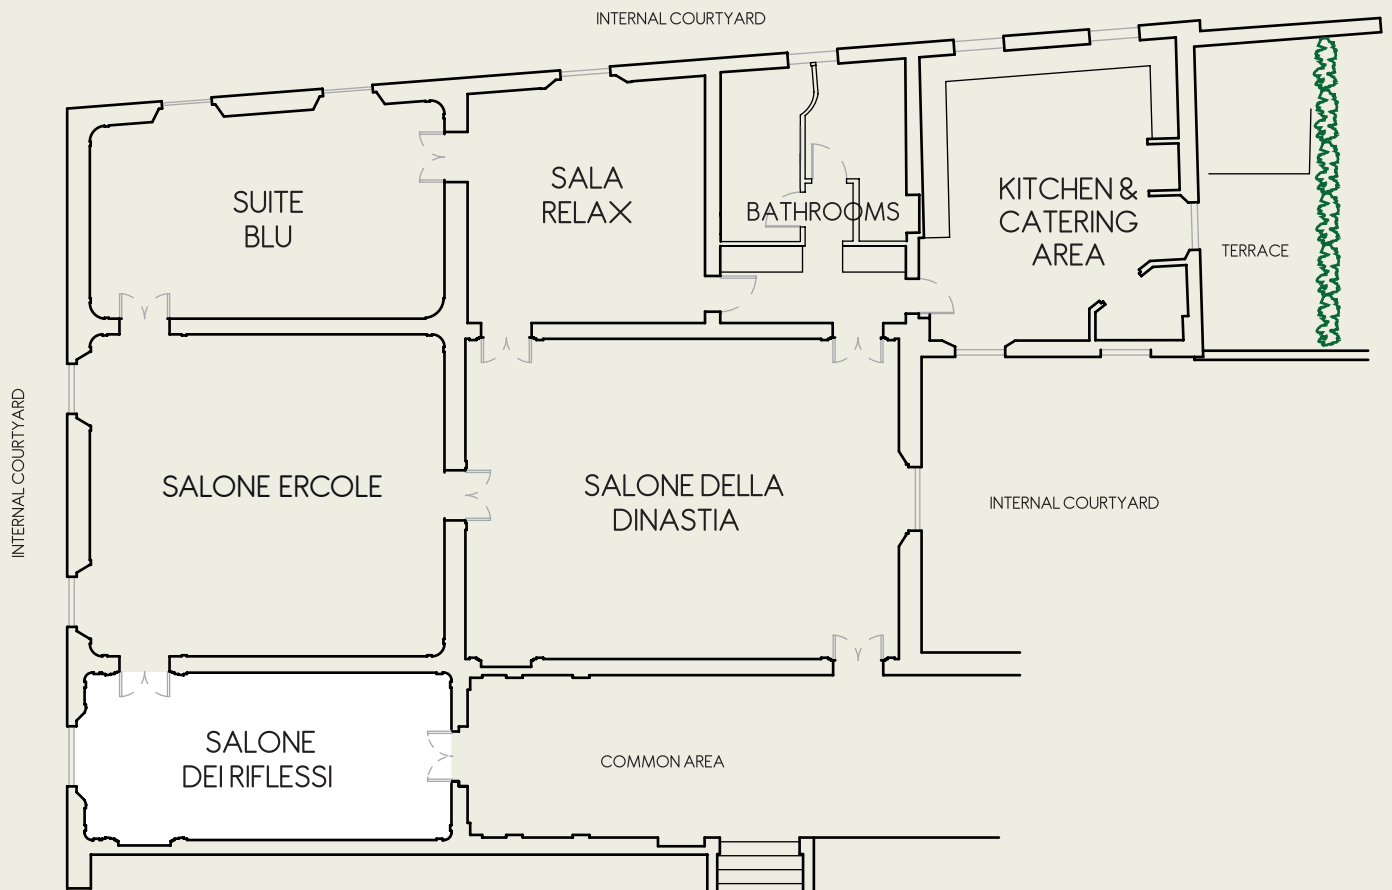 INTERNAL COURTYARD
SUITE
BLU
SALA
RELAX
BATHROOMS
KITCHEN &
CATERING
AREA
TERRACE
INTERNAL COURTYARD
SALONE ERCOLE
SALONE DELLA
DINASTIA
INTERNAL COURTYARD
SALONE
DEI RIFLESSI
COMMON AREA